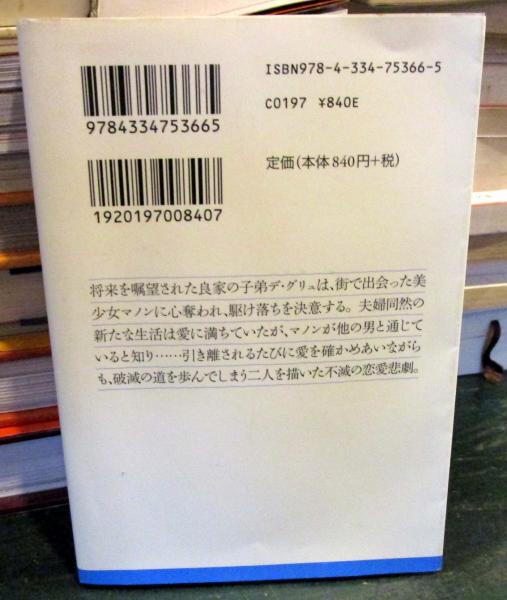 ISBN978-4-334-75366-5
C0197 ¥840E
9784334753665
定価(本体840円+税)
1920197008407
将来を嘱望された良家の子弟デ・グリュは、街で出会った美
少女マノンに心奪われ、駆け落ちを決意する。夫婦同然の
新たな生活は愛に満ちていたが、マノンが他の男と通じて
いると知り……引き離されるたびに愛を確かめあいながら
も、破滅の道を歩んでしまう二人を描いた不滅の恋愛悲劇。